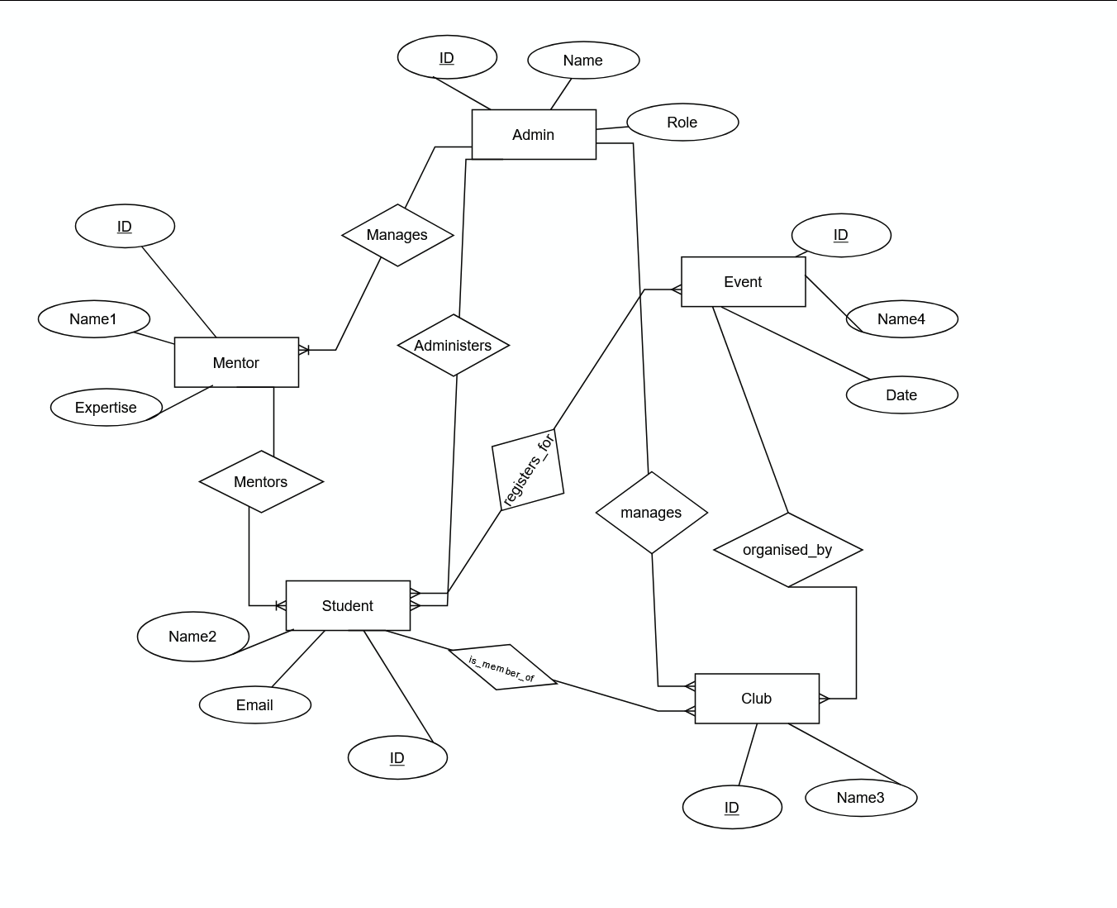 ID
Name
Role
Admin
ID
Manages
ID
Event
Name1
Name4
Mentor
Administers
Expertise
Date
registers_for
Mentors
manages
organised_by
Student
Name2
is_member_of
Club
Email
ID
ID
Name3